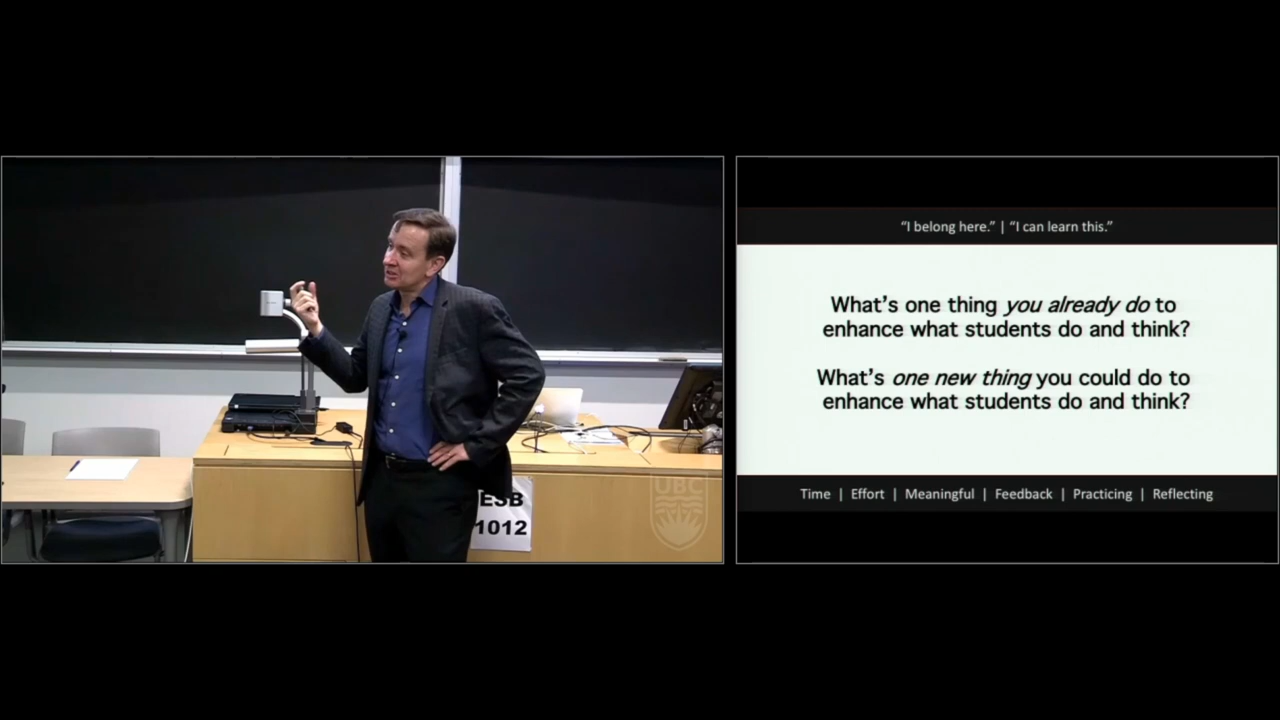 ESB
1012
UBC
“I belong here.” | “I can learn this.”
What’s one thing you already do to
enhance what students do and think?
What’s one new thing you could do to
enhance what students do and think?
Time | Effort | Meaningful | Feedback | Practicing | Reflecting